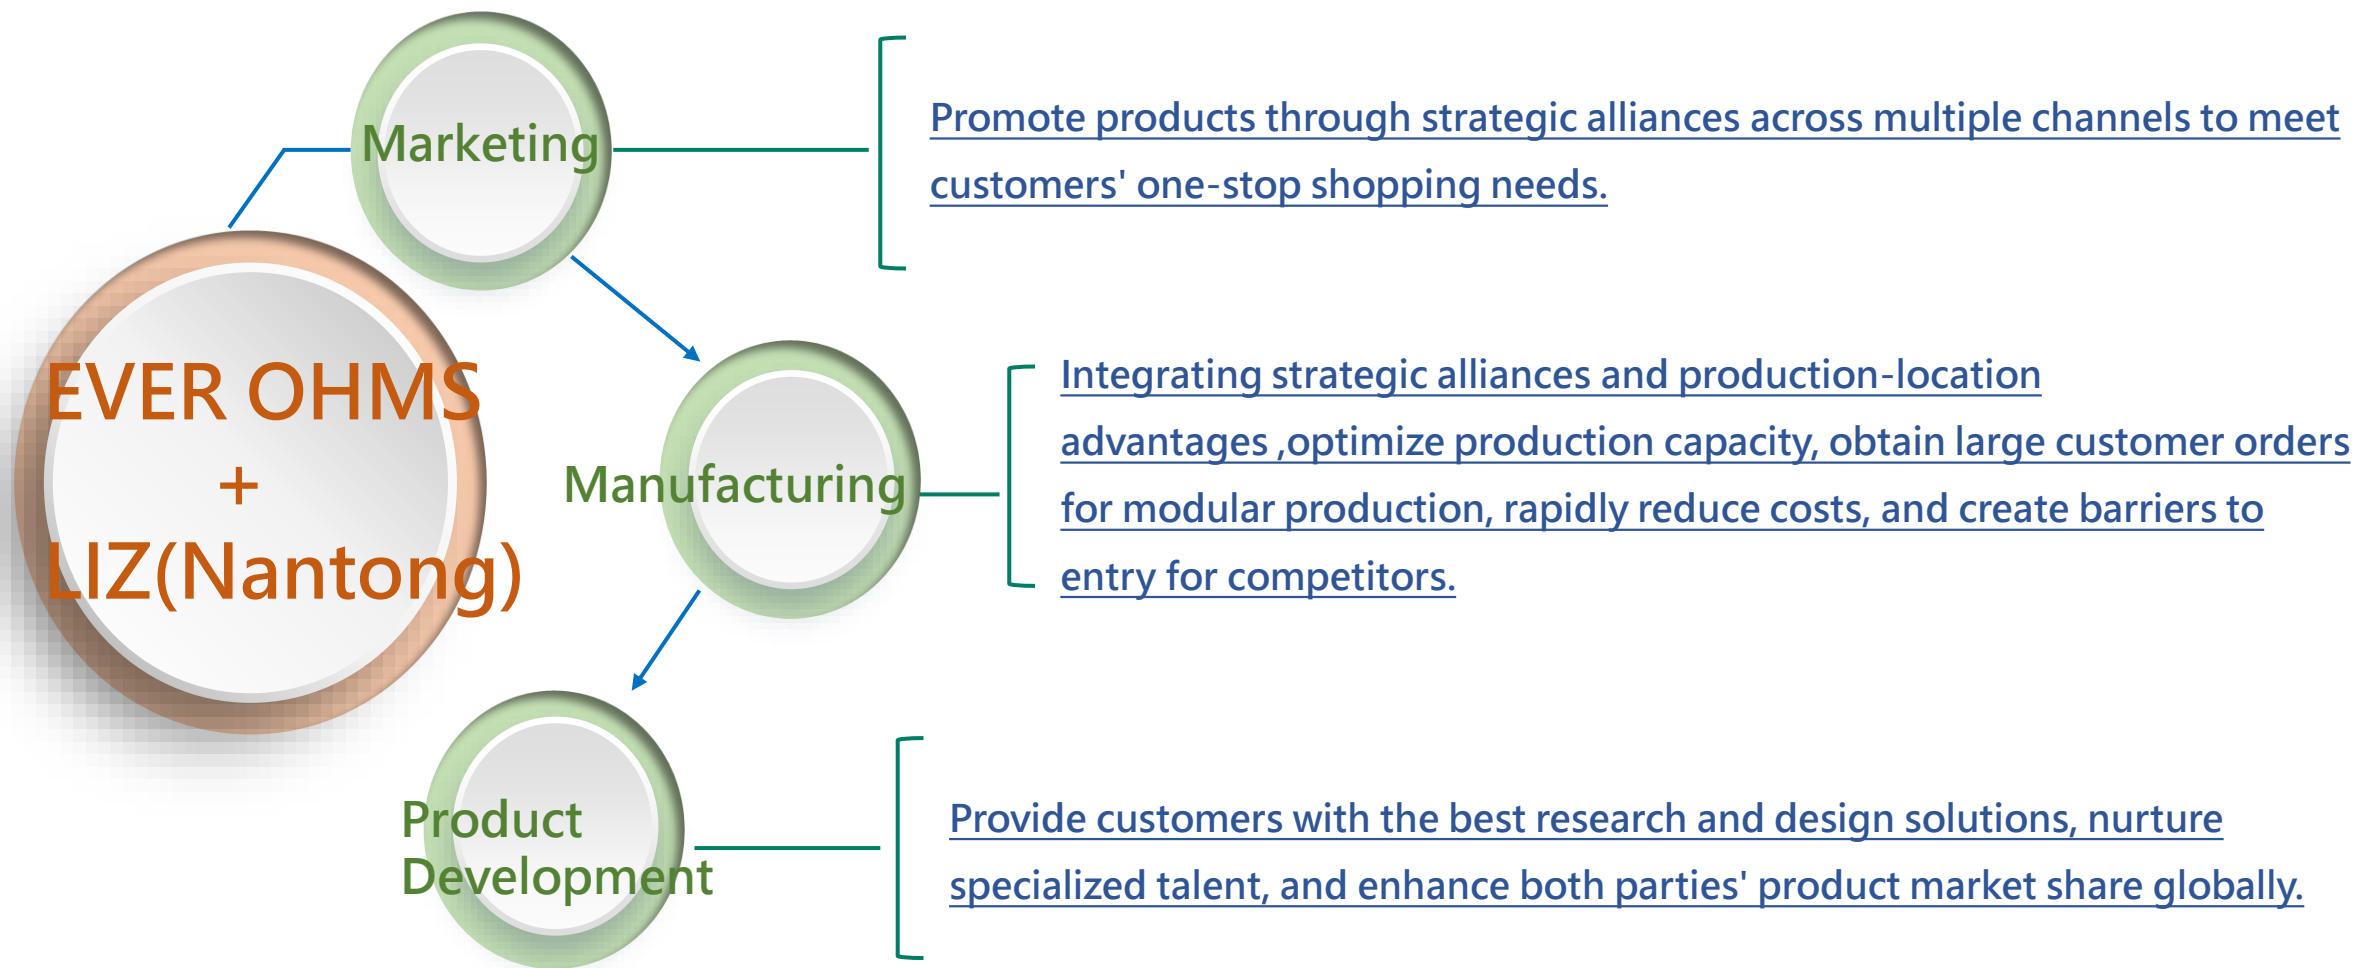 Marketing
Promote products through strategic alliances across multiple channels to meet
customers' one-stop shopping needs.
EVER OHMS
+
LIZ(Nantong)
Manufacturing
Integrating strategic alliances and production-location
advantages ,optimize production capacity, obtain large customer orders
for modular production, rapidly reduce costs, and create barriers to
entry for competitors.
Product
Development
Provide customers with the best research and design solutions, nurture
specialized talent, and enhance both parties' product market share globally.